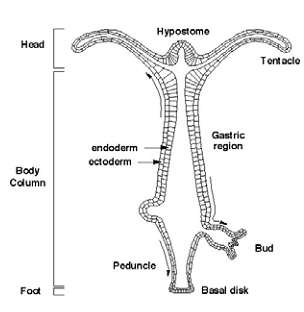 Hypostome
Head
Tentacle
Gastric
region
endoderm
ectoderm
Body
Column
Bud
Peduncle
Foot
Basal disk